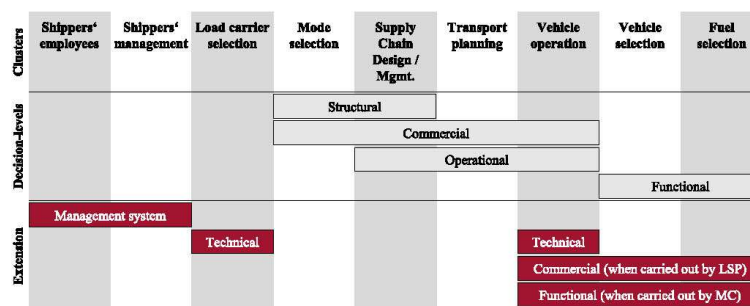 Clusters
Shippers‘ employees
Shippers‘ management
Load carrier selection
Mode selection
Supply Chain Design / Mgmt.
Transport planning
Vehicle operation
Vehicle selection
Fuel selection
Decision-levels
Structural
Commercial
Operational
Functional
Extension
Management system
Technical
Technical
Commercial (when carried out by LSP)
Functional (when carried out by MC)